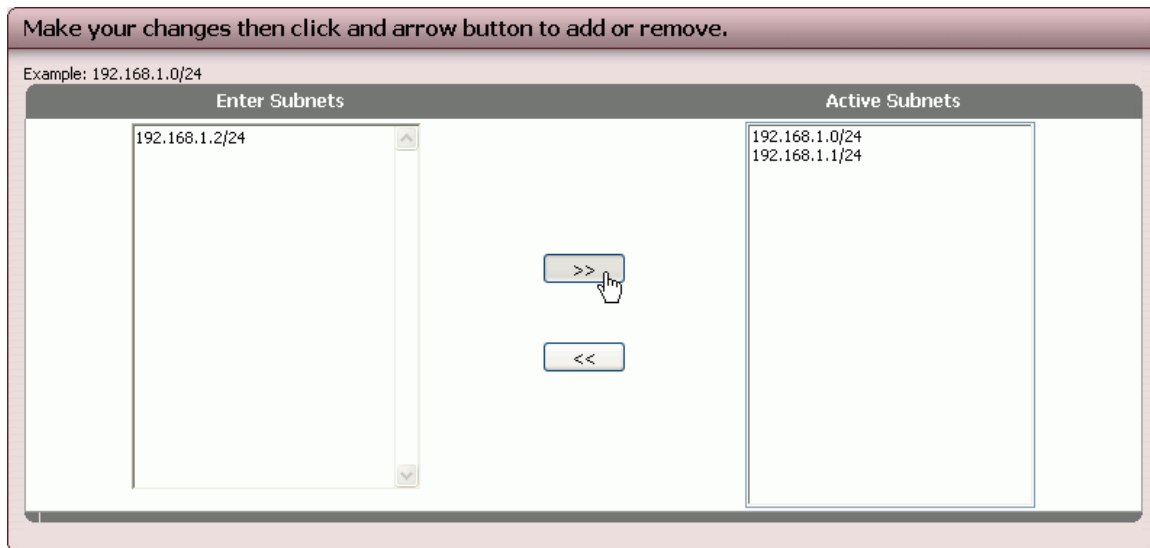 Make your changes then click and arrow button to add or remove.
Example: 192.168.1.0/24
Enter Subnets
Active Subnets
192.168.1.2/24
192.168.1.0/24
192.168.1.1/24
>>
<<